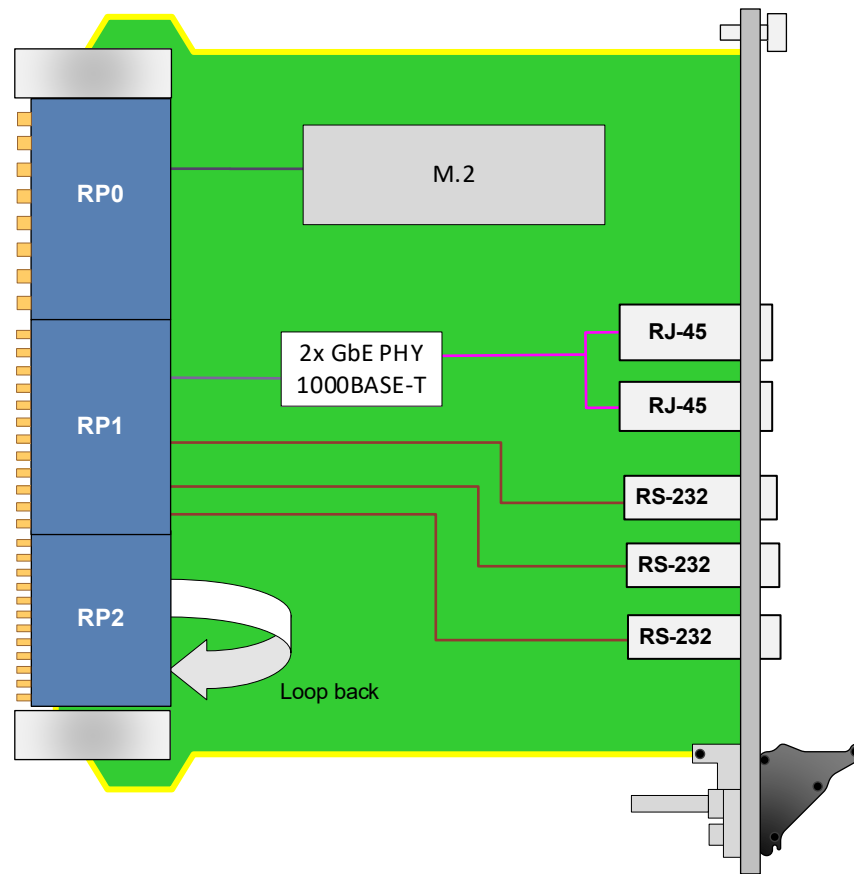 RP0
M.2
RJ-45
2x GbE PHY
1000BASE-T
RJ-45
RP1
RS-232
RS-232
RP2
RS-232
Loop back